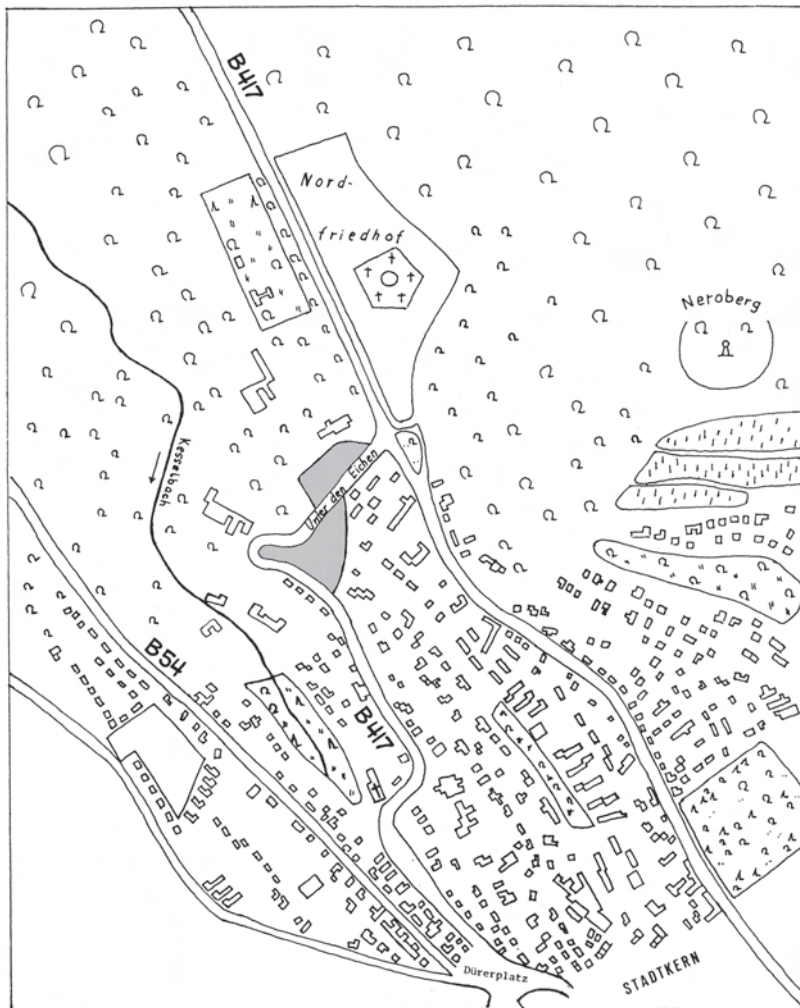 B417
Nord-
friedhof
Neroberg
Kesselbach
Unter den Eichen
B54
B417
Dürerplatz
STADTKERN